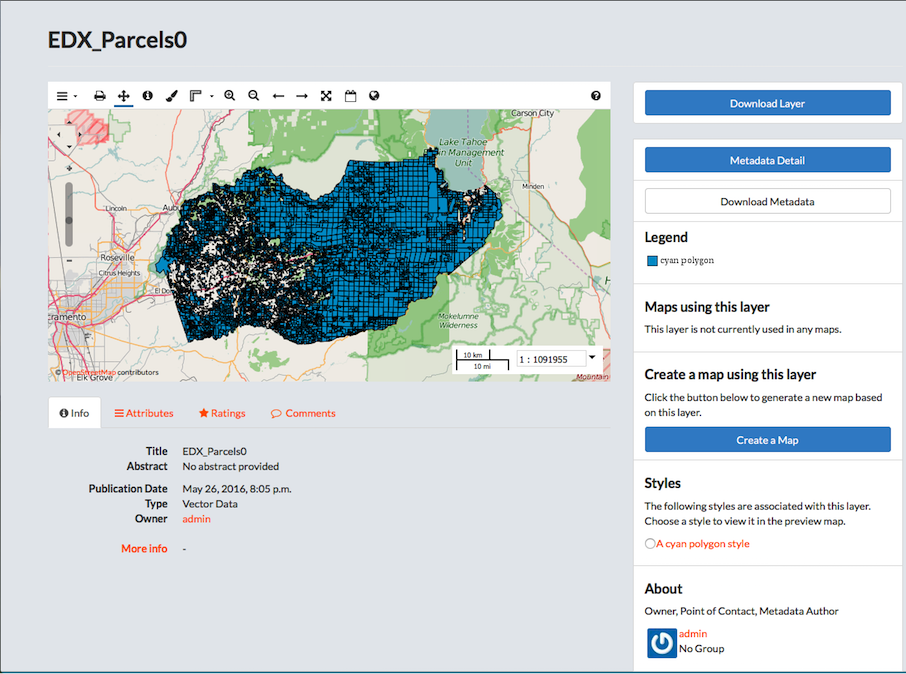 EDX_Parcels0
Carson City
Lake Tahoe
Management
Unit
Minden
Lincoln
Roseville
Citrus Heights
Mokelumne
Wilderness
10 km
10 mi
1 : 1091955
© OpenStreetMap contributors
Elk Grove
Mountain
Info
Attributes
Ratings
Comments
Title EDX_Parcels0
Abstract No abstract provided
Publication Date May 26, 2016, 8:05 p.m.
Type Vector Data
Owner admin
More info -
Download Layer
Metadata Detail
Download Metadata
Legend
cyan polygon
Maps using this layer
This layer is not currently used in any maps.
Create a map using this layer
Click the button below to generate a new map based
on this layer.
Create a Map
Styles
The following styles are associated with this layer.
Choose a style to view it in the preview map.
A cyan polygon style
About
Owner, Point of Contact, Metadata Author
admin
No Group